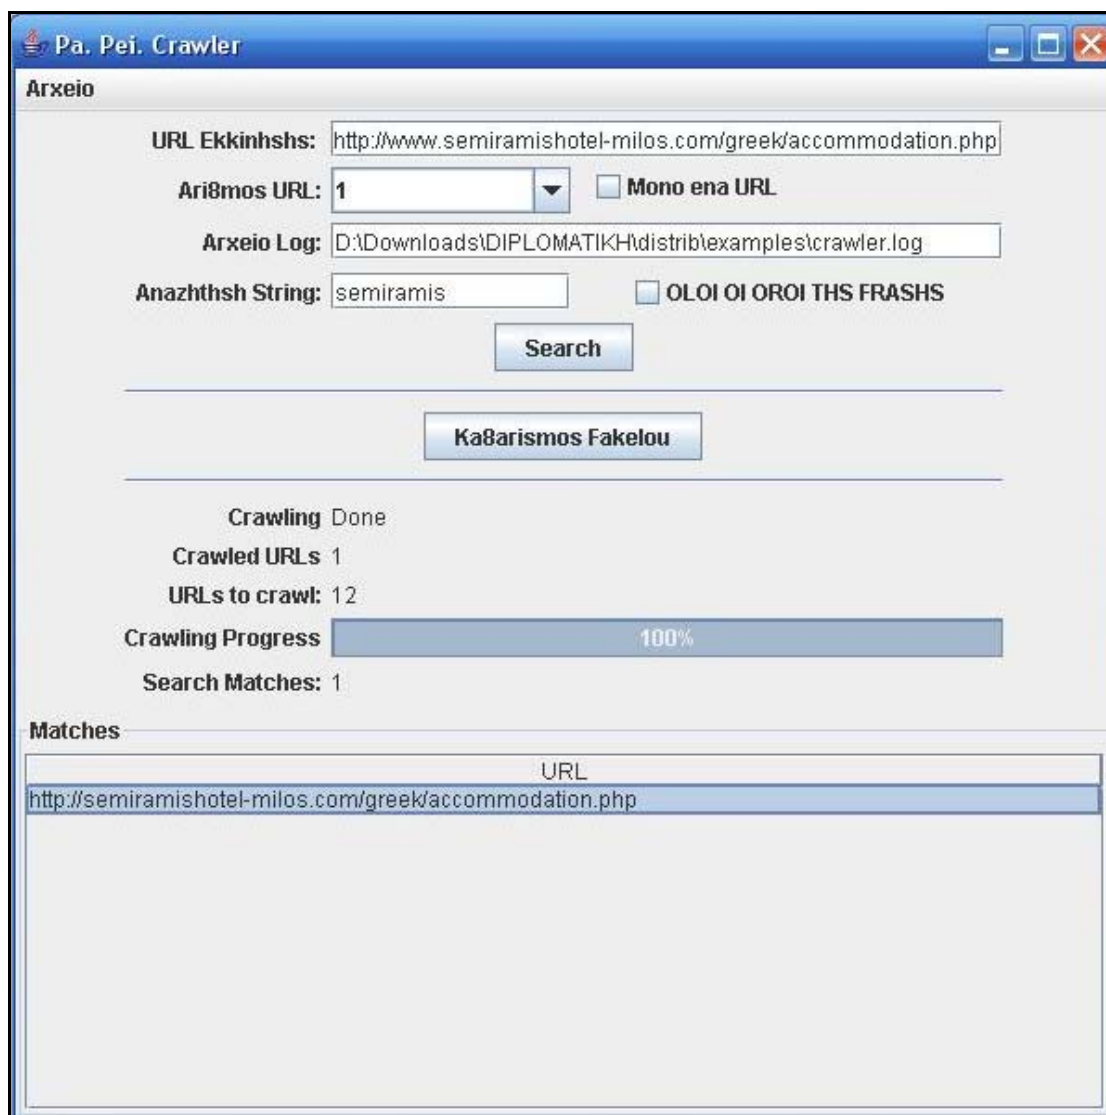 Pa. Pei. Crawler
Arxeio
URL Ekkinhshs: http://www.semiramishotel-milos.com/greek/accommodation.php
Ari8mos URL: 1 Mono ena URL
Arxeio Log: D:\Downloads\DIPLOMATIKH\distrib\examples\crawler.log
Anazhthsh String: semiramis OLOI OI OROI THS FRASHS
Search
Ka8arismos Fakelou
Crawling Done
Crawled URLs 1
URLs to crawl: 12
Crawling Progress 100%
Search Matches: 1
Matches
URL
http://semiramishotel-milos.com/greek/accommodation.php